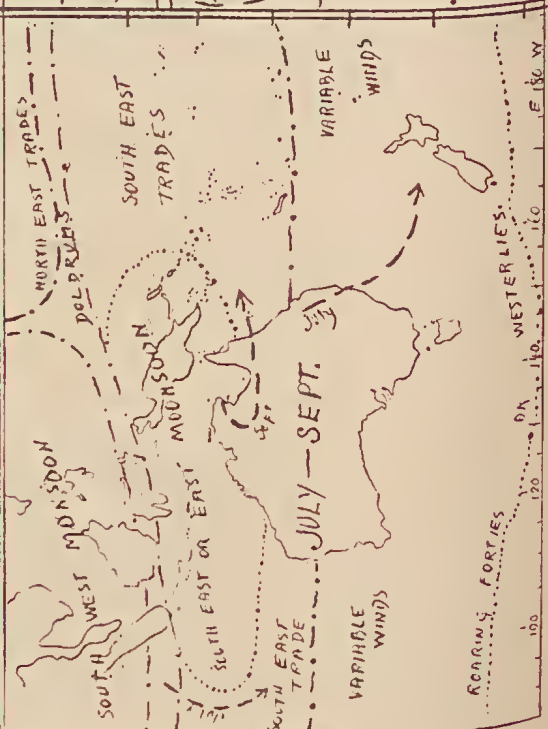 NORTH EAST TRADES
DOLDRUMS
SOUTH EAST
TRADES
VARIABLE
WINDS
SOUTH WEST MONSOON
MONSOON
SOUTH EAST OR EAST
JULY — SEPT.
SOUTH EAST
TRADE
VARIABLE
WINDS
ROARING FORTIES
OR
WESTERLIES.
100
120
140
160
E 180 W